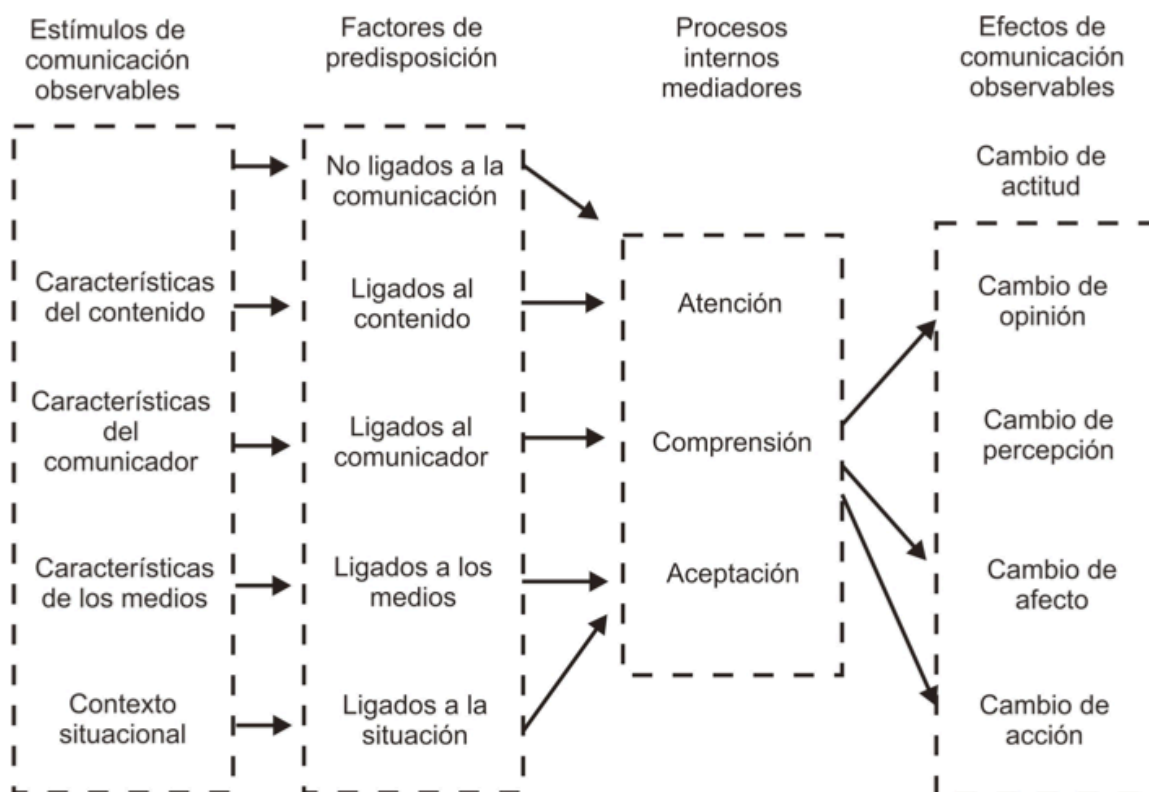 Estímulos de
comunicación
observables
Factores de
predisposición
Procesos
internos
mediadores
Efectos de
comunicación
observables
No ligados a la
comunicación
Cambio de
actitud
Características
del contenido
Ligados al
contenido
Atención
Cambio de
opinión
Características
del
comunicador
Ligados al
comunicador
Comprensión
Cambio de
percepción
Características
de los medios
Ligados a los
medios
Aceptación
Cambio de
afecto
Contexto
situacional
Ligados a la
situación
Cambio de
acción